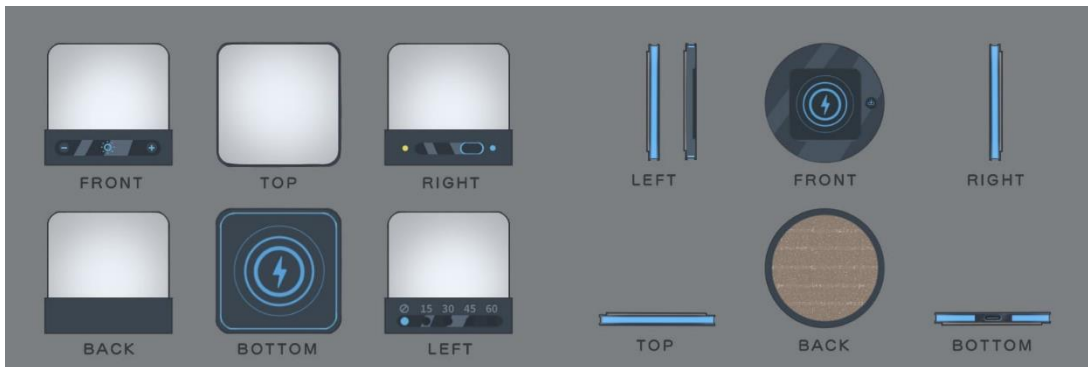 FRONT TOP RIGHT LEFT FRONT RIGHT
Ø 15 30 45 60
BACK BOTTOM LEFT TOP BACK BOTTOM